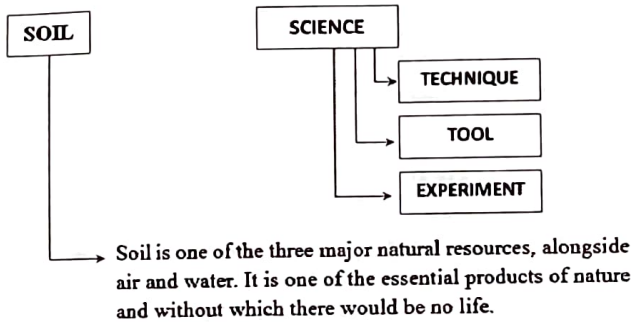 SOIL
SCIENCE
TECHNIQUE
TOOL
EXPERIMENT
Soil is one of the three major natural resources, alongside
air and water. It is one of the essential products of nature
and without which there would be no life.